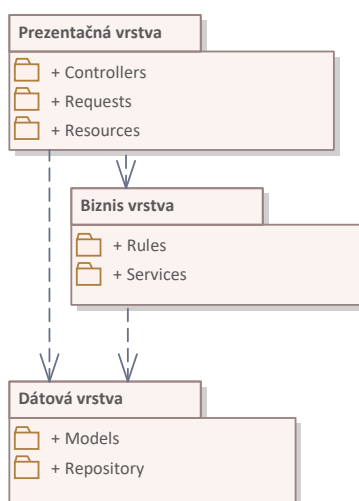 Prezentačná vrstva
+ Controllers
+ Requests
+ Resources
Biznis vrstva
+ Rules
+ Services
Dátová vrstva
+ Models
+ Repository